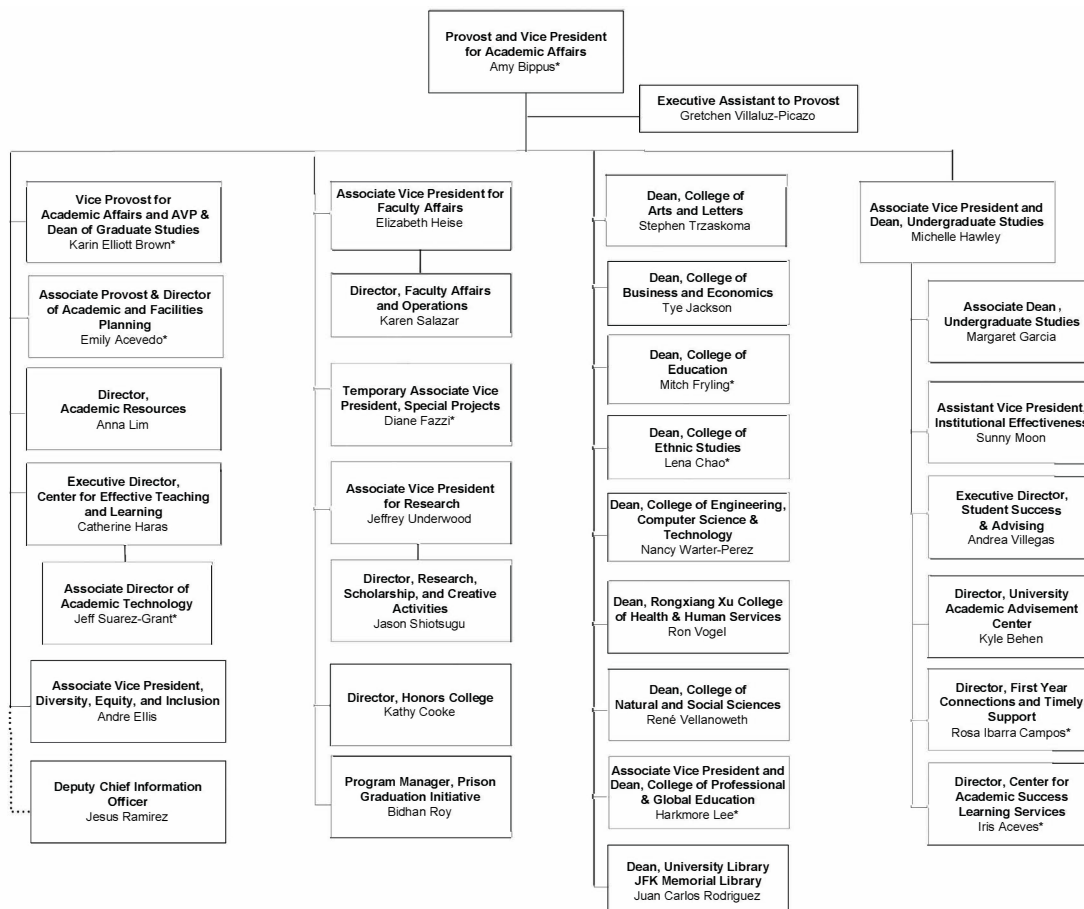 Provost and Vice President
for Academic Affairs
Amy Bippus*
Executive Assistant to Provost
Gretchen Villaluz-Picazo
Vice Provost for
Academic Affairs and AVP &
Dean of Graduate Studies
Karin Elliott Brown*
Associate Provost & Director
of Academic and Facilities
Planning
Emily Acevedo*
Director,
Academic Resources
Anna Lim
Executive Director,
Center for Effective Teaching
and Learning
Catherine Haras
Associate Director of
Academic Technology
Jeff Suarez-Grant*
Associate Vice President,
Diversity, Equity, and Inclusion
Andre Ellis
Deputy Chief Information
Officer
Jesus Ramirez
Associate Vice President for
Faculty Affairs
Elizabeth Heise
Director, Faculty Affairs
and Operations
Karen Salazar
Temporary Associate Vice
President, Special Projects
Diane Fazzi*
Associate Vice President
for Research
Jeffrey Underwood
Director, Research,
Scholarship, and Creative
Activities
Jason Shiotsugu
Director, Honors College
Kathy Cooke
Program Manager, Prison
Graduation Initiative
Bidhan Roy
Dean, College of
Arts and Letters
Stephen Trzaskoma
Dean, College of
Business and Economics
Tye Jackson
Dean, College of
Education
Mitch Fryling*
Dean, College of
Ethnic Studies
Lena Chao*
Dean, College of Engineering,
Computer Science &
Technology
Nancy Warter-Perez
Dean, Rongxiang Xu College
of Health & Human Services
Ron Vogel
Dean, College of
Natural and Social Sciences
René Vellanoweth
Associate Vice President and
Dean, College of Professional
& Global Education
Harkmore Lee*
Dean, University Library
JFK Memorial Library
Juan Carlos Rodriguez
Associate Vice President and
Dean, Undergraduate Studies
Michelle Hawley
Associate Dean ,
Undergraduate Studies
Margaret Garcia
Assistant Vice President,
Institutional Effectiveness
Sunny Moon
Executive Director,
Student Success
& Advising
Andrea Villegas
Director, University
Academic Advisement
Center
Kyle Behen
Director, First Year
Connections and Timely
Support
Rosa Ibarra Campos*
Director, Center for
Academic Success
Learning Services
Iris Aceves*